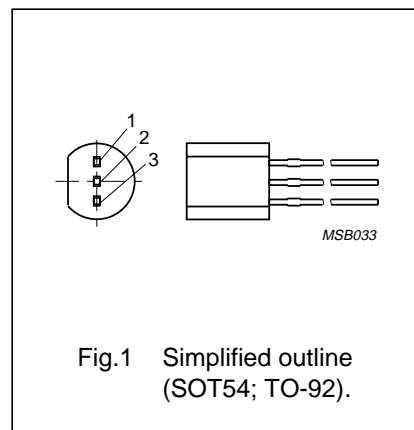 1
2
3
MSB033
Fig.1 Simplified outline
(SOT54; TO-92).